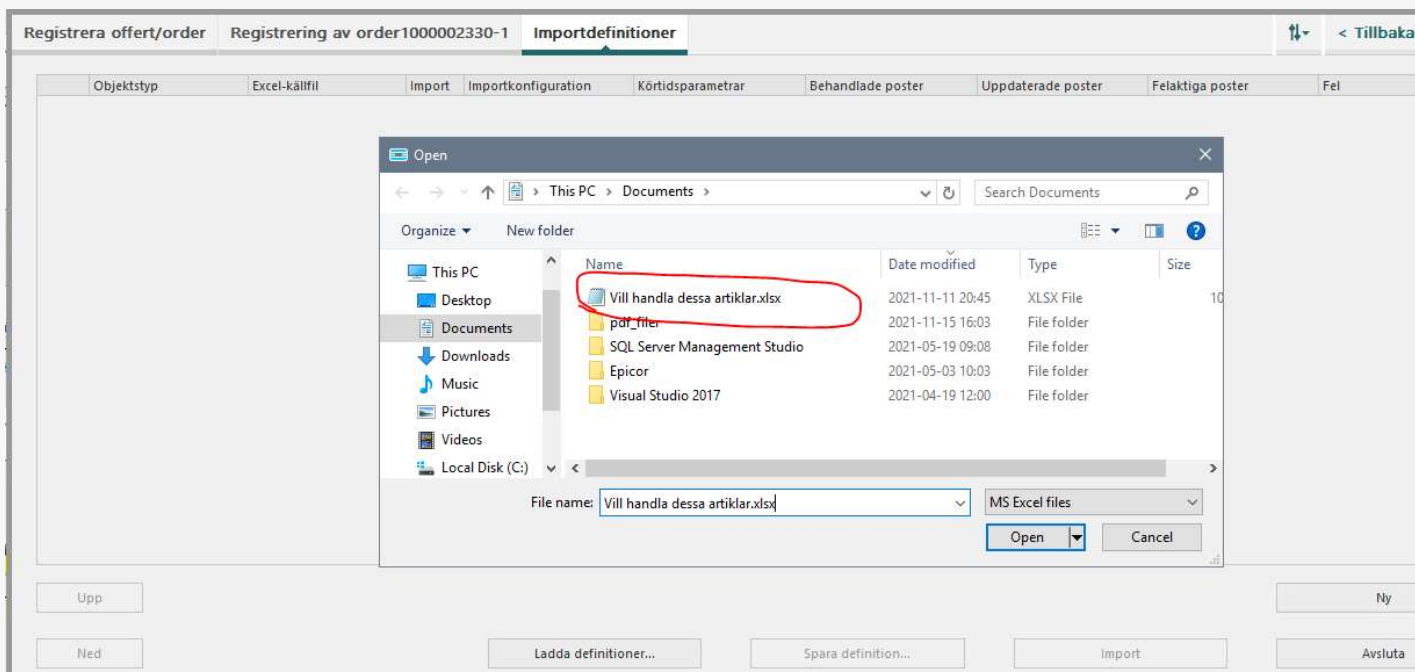 Registrera offert/order Registrering av order1000002330-1 Importdefinitioner < Tillbaka
Objektstyp Excel-källfil Import Importkonfiguration Körtidsparametrar Behandlade poster Uppdaterade poster Felaktiga poster Fel
Open
> This PC > Documents > Search Documents
Organize New folder
Name Date modified Type Size
This PC
Desktop
Documents
Downloads
Music
Pictures
Videos
Local Disk (C:)
Vill handla dessa artiklar.xlsx 2021-11-11 20:45 XLSX File 10
pdf_filer 2021-11-15 16:03 File folder
SQL Server Management Studio 2021-05-19 09:08 File folder
Epicor 2021-05-03 10:03 File folder
Visual Studio 2017 2021-04-19 12:00 File folder
File name: Vill handla dessa artiklar.xlsx MS Excel files
Open Cancel
Upp Ny
Ned Ladda definitioner... Spara definition... Import Avsluta